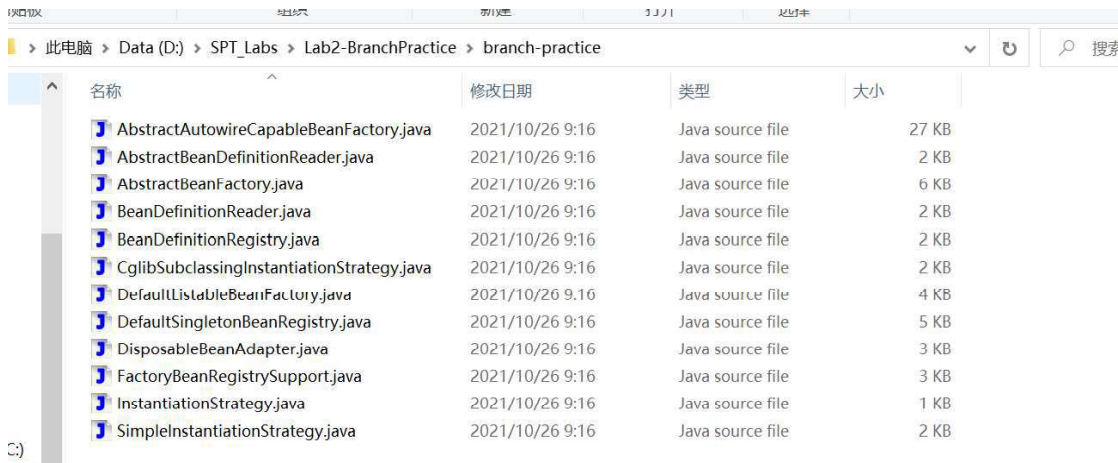 组织 新建 打开 选择
此电脑 > Data (D:) > SPT_Labs > Lab2-BranchPractice > branch-practice 搜索
名称 修改日期 类型 大小
AbstractAutowireCapableBeanFactory.java 2021/10/26 9:16 Java source file 27 KB
AbstractBeanDefinitionReader.java 2021/10/26 9:16 Java source file 2 KB
AbstractBeanFactory.java 2021/10/26 9:16 Java source file 6 KB
BeanDefinitionReader.java 2021/10/26 9:16 Java source file 2 KB
BeanDefinitionRegistry.java 2021/10/26 9:16 Java source file 2 KB
CglibSubclassingInstantiationStrategy.java 2021/10/26 9:16 Java source file 2 KB
DefaultListableBeanFactory.java 2021/10/26 9:16 Java source file 4 KB
DefaultSingletonBeanRegistry.java 2021/10/26 9:16 Java source file 5 KB
DisposableBeanAdapter.java 2021/10/26 9:16 Java source file 3 KB
FactoryBeanRegistrySupport.java 2021/10/26 9:16 Java source file 3 KB
InstantiationStrategy.java 2021/10/26 9:16 Java source file 1 KB
SimpleInstantiationStrategy.java 2021/10/26 9:16 Java source file 2 KB
C:)